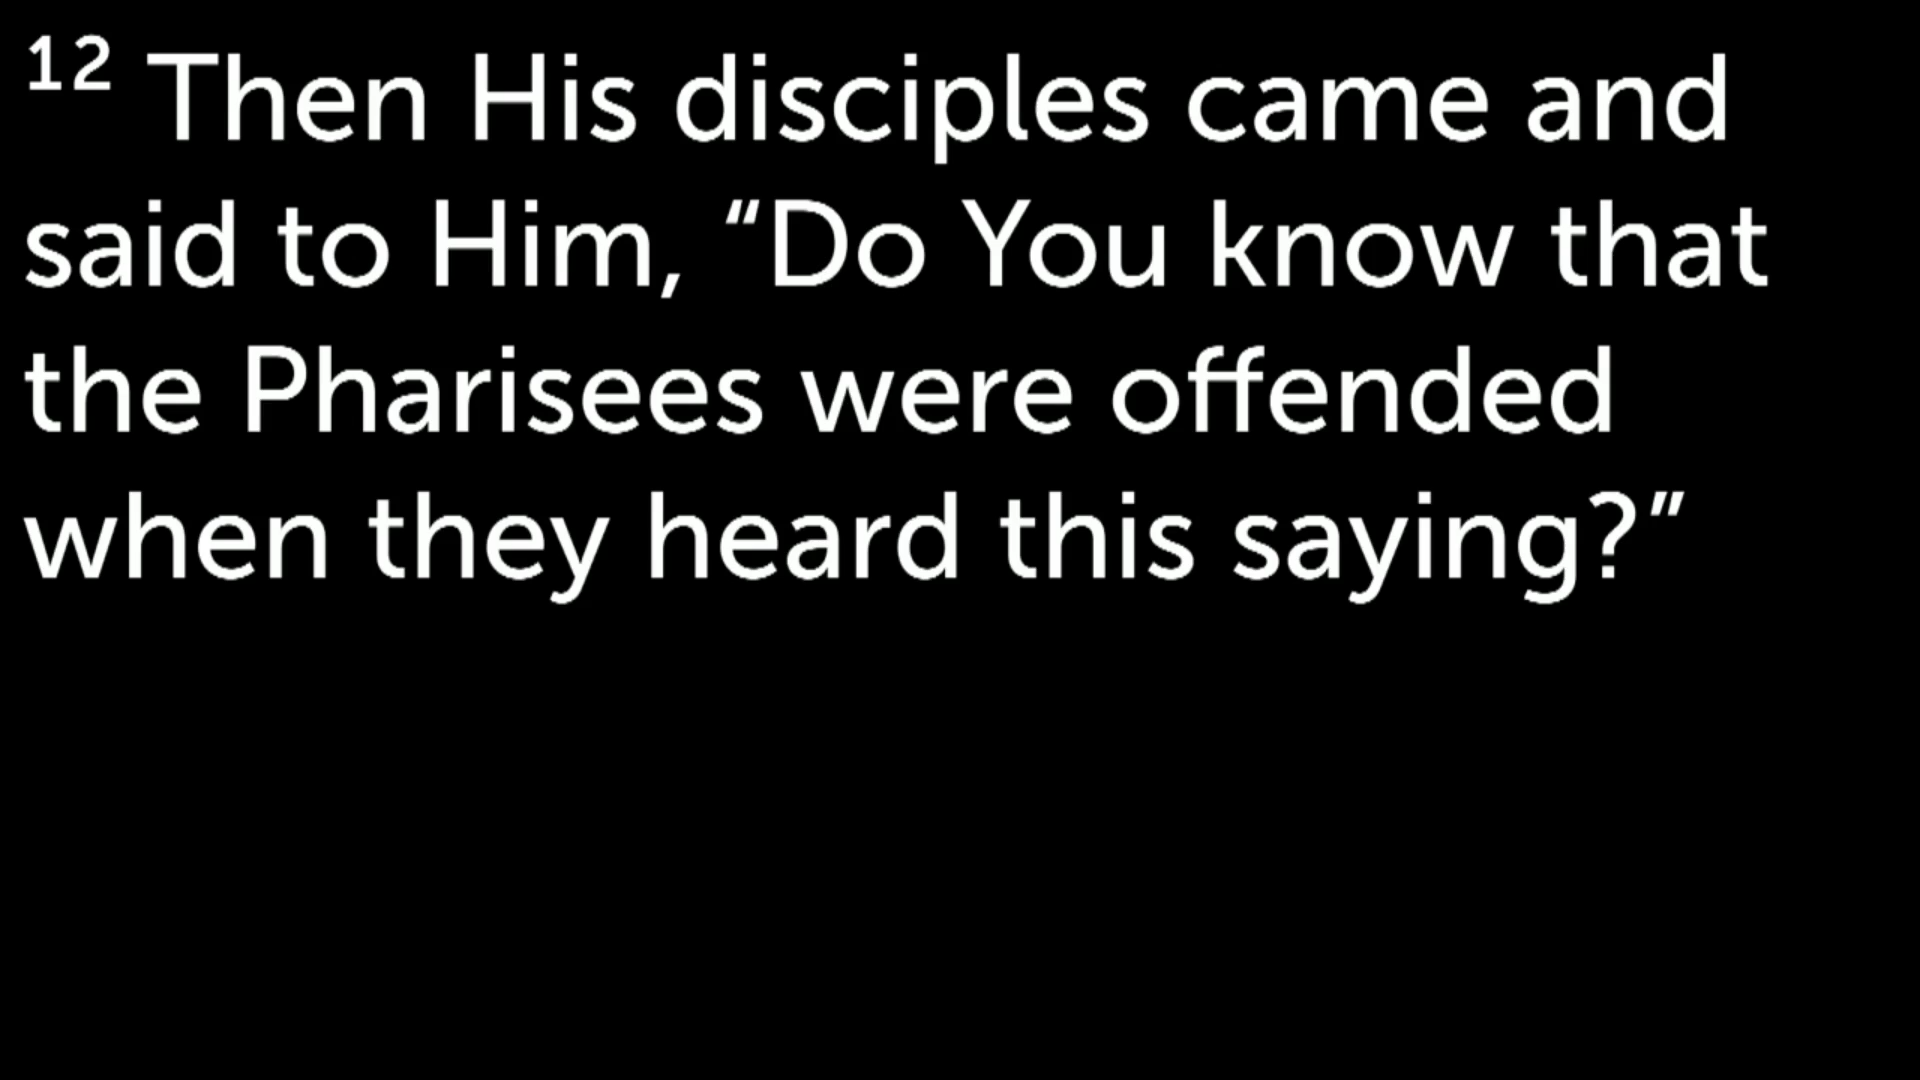 12 Then His disciples came and
said to Him, “Do You know that
the Pharisees were offended
when they heard this saying?”